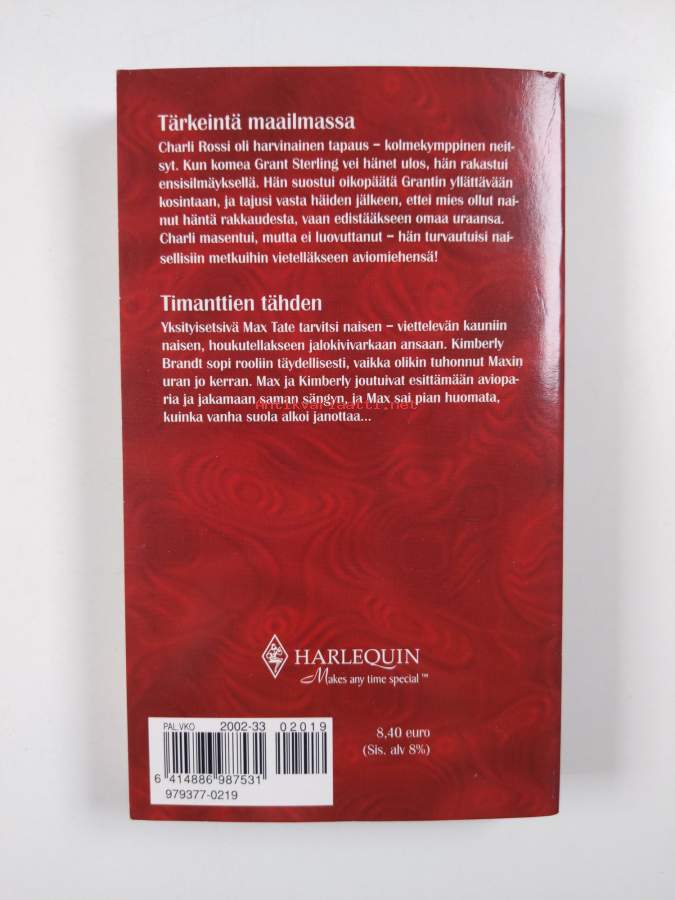 Tärkeintä maailmassa
Charli Rossi oli harvinainen tapaus – kolmekymppinen neit-
syt. Kun komea Grant Sterling vei hänet ulos, hän rakastui
ensisilmäyksellä. Hän suostui oikopäätä Grantin yllättävään
kosintaan, ja tajusi vasta häiden jälkeen, ettei mies ollut nai-
nut häntä rakkaudesta, vaan edistääkseen omaa uraansa.
Charli masentui, mutta ei luovuttanut – hän turvautuisi nai-
sellisiin metkuihin vietelläkseen aviomiehensä!
Timanttien tähden
Yksityisetsivä Max Tate tarvitsi naisen – viettelevän kauniin
naisen, houkutellakseen jalokivivarkaan ansaan. Kimberly
Brandt sopi rooliin täydellisesti, vaikka olikin tuhonnut Maxin
uran jo kerran. Max ja Kimberly joutuivat esittämään aviopa-
ria ja jakamaan saman sängyn, ja Max sai pian huomata,
Antikvariaatti.net
kuinka vanha suola alkoi janottaa...
HARLEQUIN
Makes any time special™
PAL.VKO 2002-33 02019
6 414886 987531
979377-0219
8,40 euro
(Sis. alv 8%)